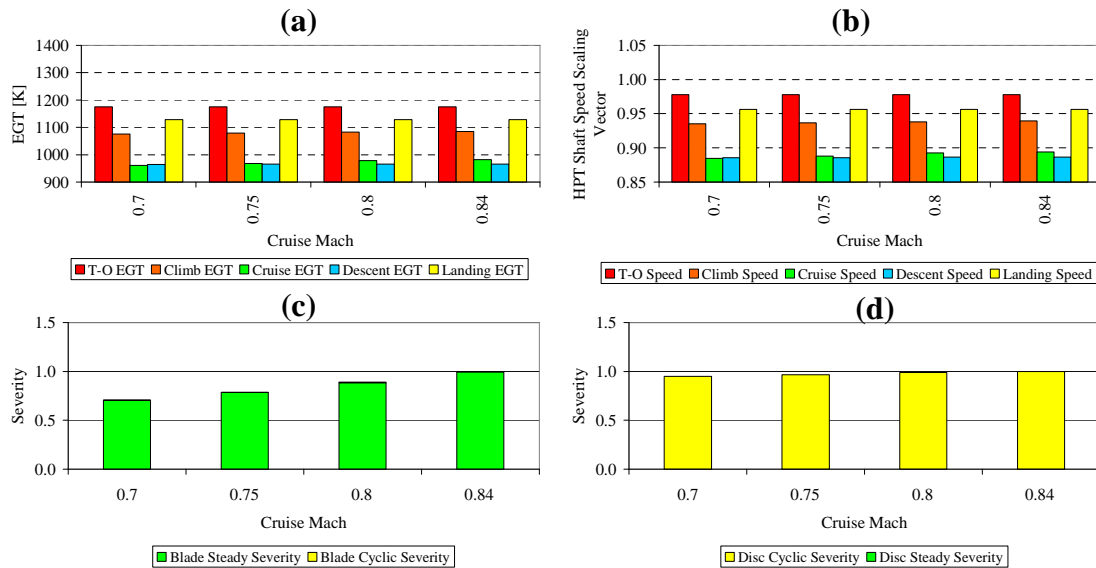 (a)
1400
1300
1200
1100
1000
900
EGT [K]
0.7
0.75
0.8
0.84
Cruise Mach
T-O EGT Climb EGT Cruise EGT Descent EGT Landing EGT
(b)
1.05
1.00
0.95
0.90
0.85
HPT Shaft Speed Scaling
Vector
0.7
0.75
0.8
0.84
Cruise Mach
T-O Speed Climb Speed Cruise Speed Descent Speed Landing Speed
(c)
1.5
1.0
0.5
0.0
Severity
0.7 0.75 0.8 0.84
Cruise Mach
Blade Steady Severity Blade Cyclic Severity
(d)
1.5
1.0
0.5
0.0
Severity
0.7 0.75 0.8 0.84
Cruise Mach
Disc Cyclic Severity Disc Steady Severity